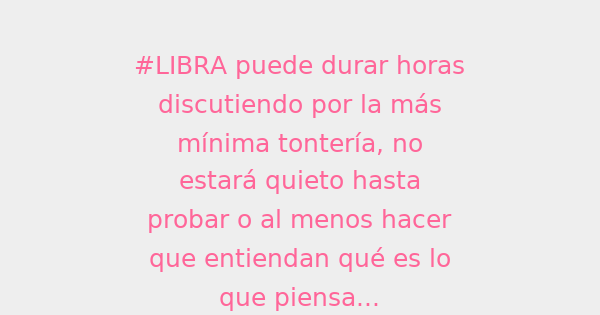 #LIBRA puede durar horas
discutiendo por la más
mínima tontería, no
estará quieto hasta
probar o al menos hacer
que entiendan qué es lo
que piensa...